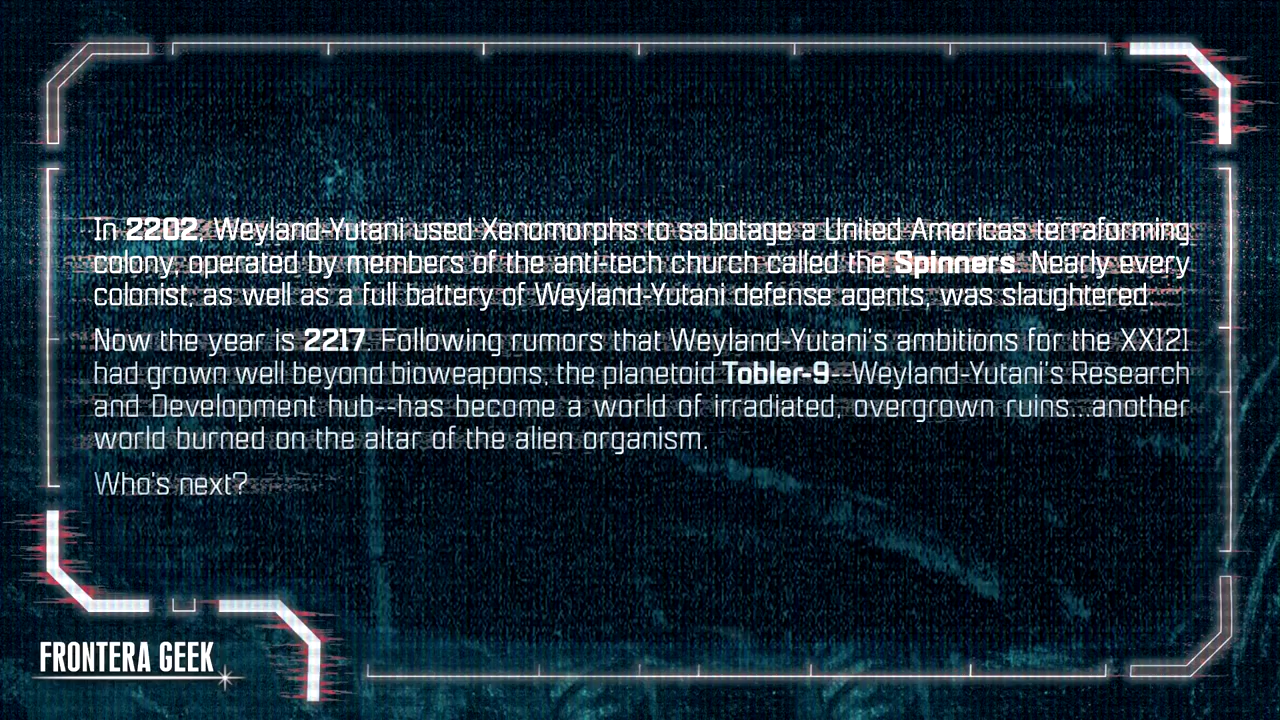 In 2202, Weyland-Yutani used Xenomorphs to sabotage a United Americas terraforming
colony, operated by members of the anti-tech church called the Spinners. Nearly every
colonist, as well as a full battery of Weyland-Yutani defense agents, was slaughtered.
Now the year is 2217. Following rumors that Weyland-Yutani's ambitions for the XX121
had grown well beyond bioweapons, the planetoid Tobler-9--Weyland-Yutani's Research
and Development hub--has become a world of irradiated, overgrown ruins...another
world burned on the altar of the alien organism.
Who's next?
FRONTERA GEEK